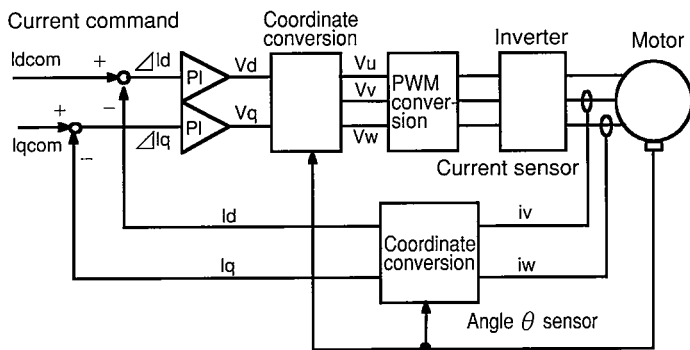 Current command
Coordinate
conversion
Inverter
Motor
Idcom
+
⊿Id
PI
Vd
Vu
−
Vv
PWM
conver-
sion
+
Iqcom
⊿Iq
PI
Vq
Vw
−
Current sensor
Id
iv
Coordinate
conversion
Iq
iw
Angle θ sensor